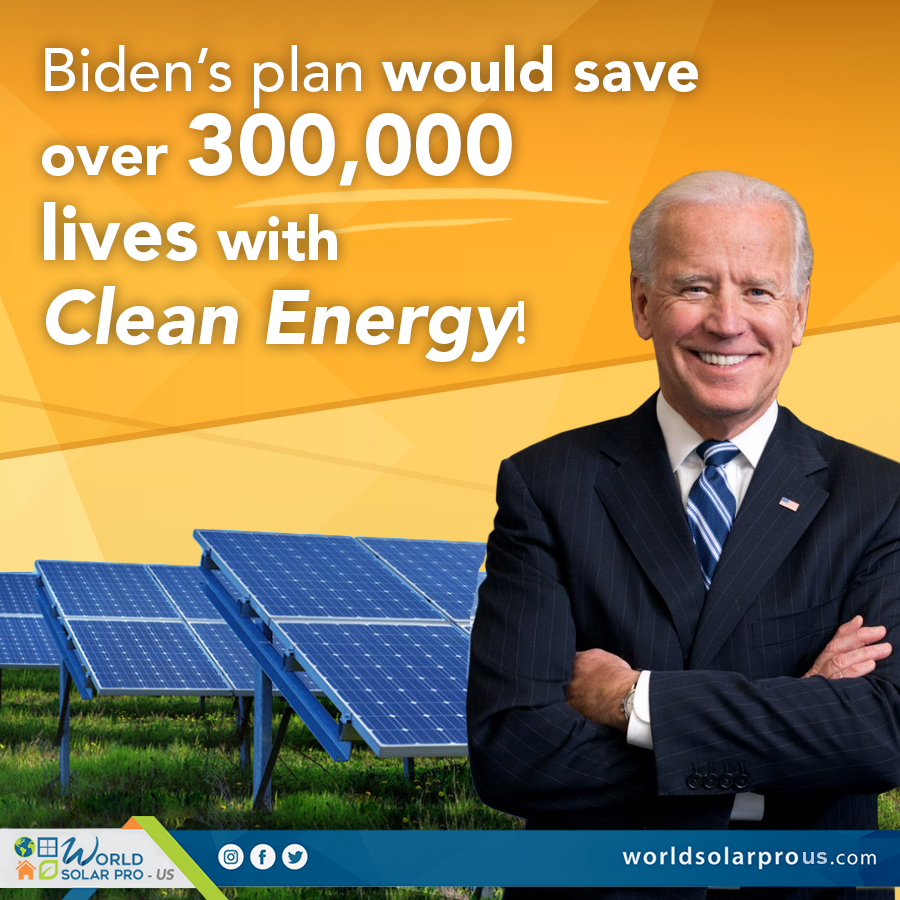 Biden‘s plan would save
over 300,000
lives with
Clean Energy!
WORLD
SOLAR PRO - US
worldsolarprous.com